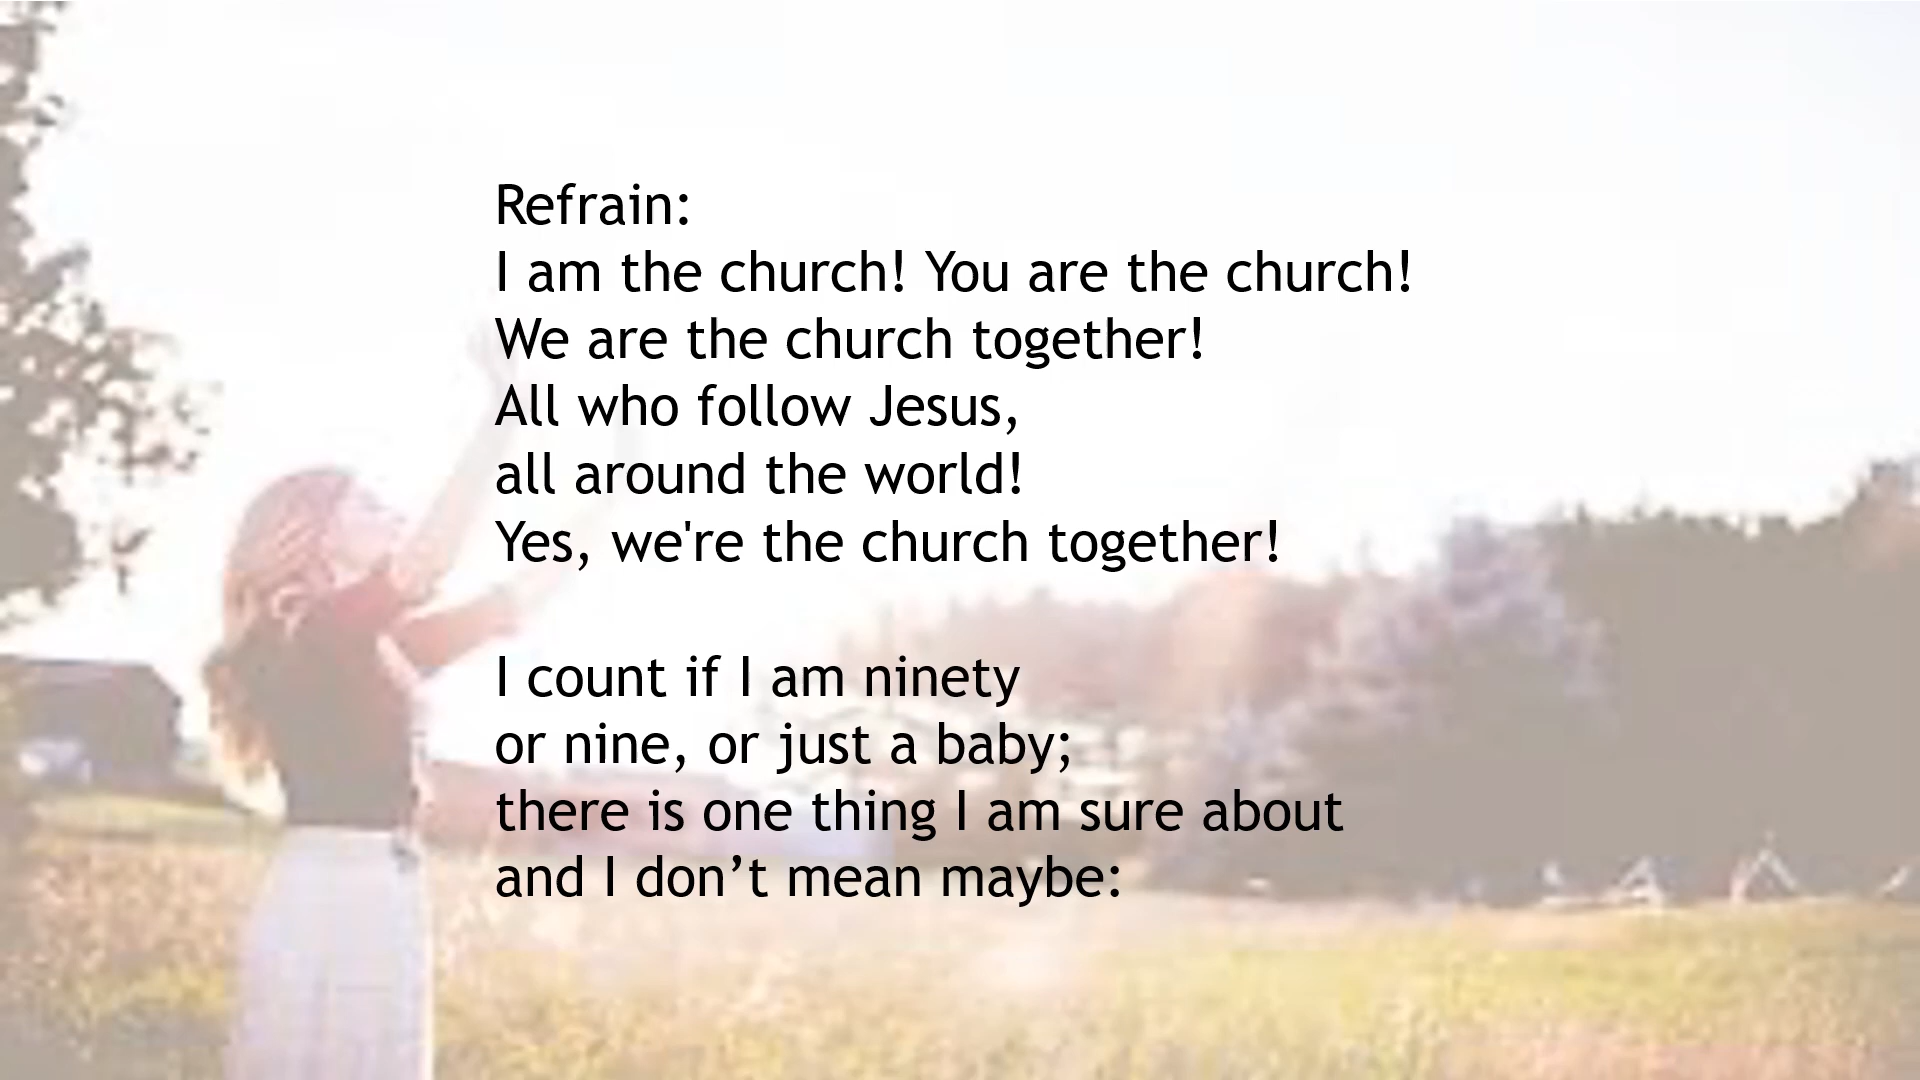 Refrain:
I am the church! You are the church!
We are the church together!
All who follow Jesus,
all around the world!
Yes, we're the church together!
I count if I am ninety
or nine, or just a baby;
there is one thing I am sure about
and I don’t mean maybe: